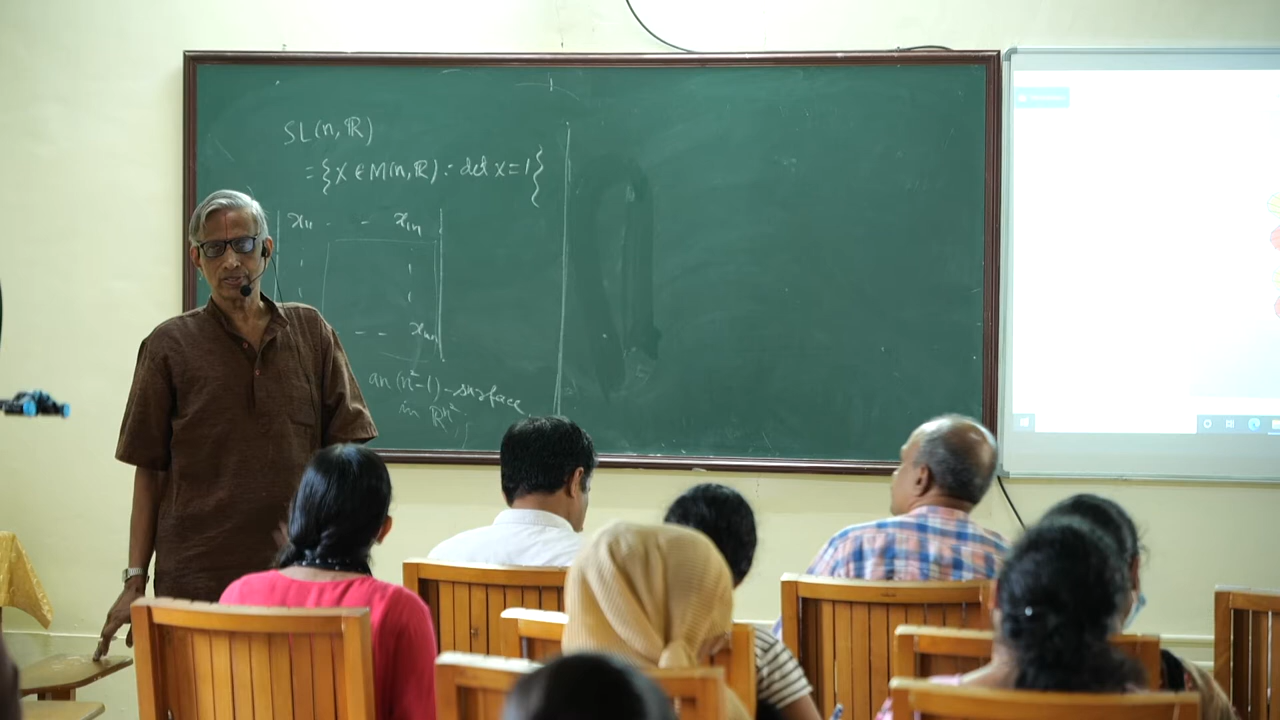 SL(n, ℝ)
= { X ∈ M(n, ℝ) : det X = 1 }
x₁₁ - - x₁ₙ
- - - xₙₙ
an (n²-1) - surface
in ℝⁿ²